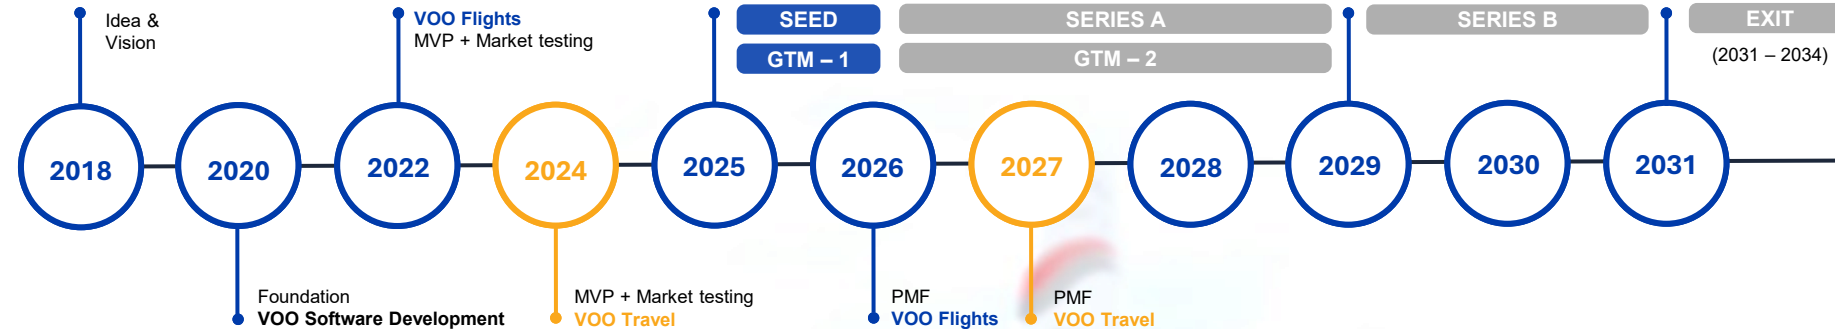 Idea &
Vision
VOO Flights
MVP + Market testing
SEED
SERIES A
SERIES B
EXIT
GTM – 1
GTM – 2
(2031 – 2034)
2018
2020
2022
2024
2025
2026
2027
2028
2029
2030
2031
Foundation
VOO Software Development
MVP + Market testing
VOO Travel
PMF
VOO Flights
PMF
VOO Travel